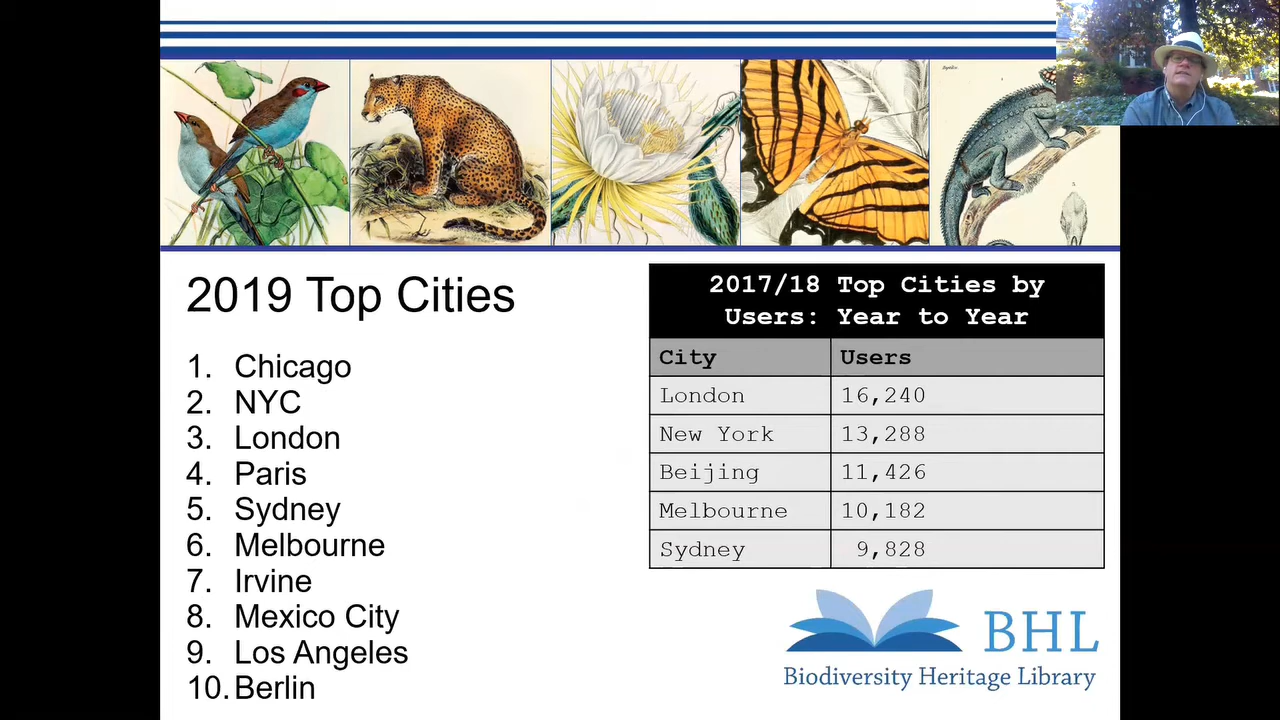 2019 Top Cities
1. Chicago
2. NYC
3. London
4. Paris
5. Sydney
6. Melbourne
7. Irvine
8. Mexico City
9. Los Angeles
10. Berlin
2017/18 Top Cities by
Users: Year to Year
City Users
London 16,240
New York 13,288
Beijing 11,426
Melbourne 10,182
Sydney 9,828
BHL
Biodiversity Heritage Library